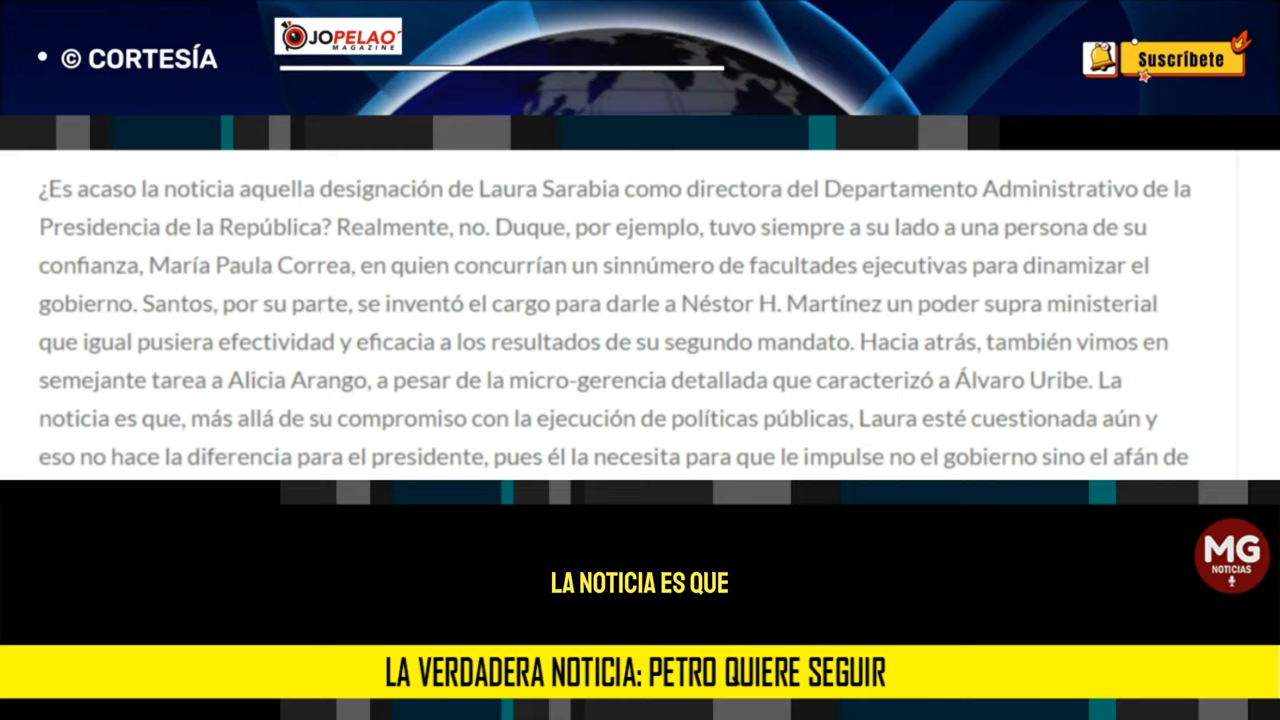 • © CORTESÍA
OJOPELAO´
MAGAZINE
Suscríbete
¿Es acaso la noticia aquella designación de Laura Sarabia como directora del Departamento Administrativo de la
Presidencia de la República? Realmente, no. Duque, por ejemplo, tuvo siempre a su lado a una persona de su
confianza, María Paula Correa, en quien concurrían un sinnúmero de facultades ejecutivas para dinamizar el
gobierno. Santos, por su parte, se inventó el cargo para darle a Néstor H. Martínez un poder supra ministerial
que igual pusiera efectividad y eficacia a los resultados de su segundo mandato. Hacia atrás, también vimos en
semejante tarea a Alicia Arango, a pesar de la micro-gerencia detallada que caracterizó a Álvaro Uribe. La
noticia es que, más allá de su compromiso con la ejecución de políticas públicas, Laura esté cuestionada aún y
eso no hace la diferencia para el presidente, pues él la necesita para que le impulse no el gobierno sino el afán de
MG
NOTICIAS
LA NOTICIA ES QUE
LA VERDADERA NOTICIA: PETRO QUIERE SEGUIR